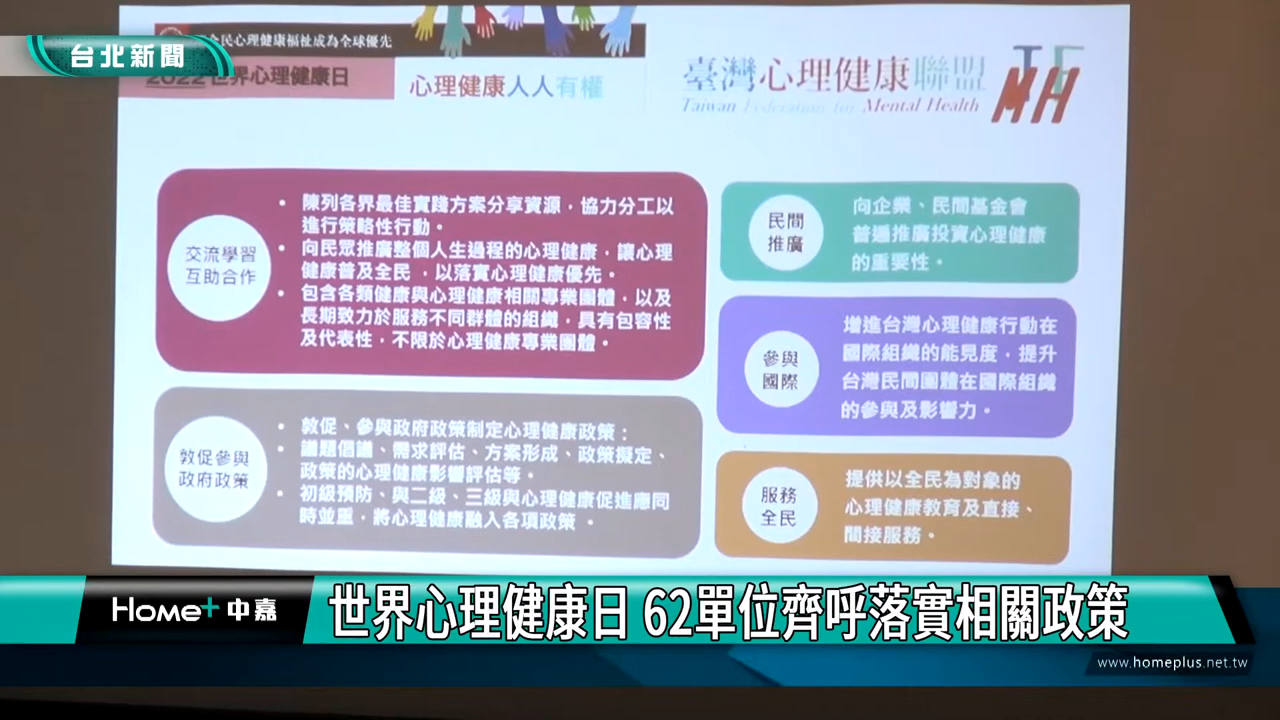 台北新聞
全民心理健康福祉成為全球優先
2022世界心理健康日
心理健康人人有權
臺灣心理健康聯盟
Taiwan Federation for Mental Health
TF
MH
交流學習
互助合作
• 陳列各界最佳實踐方案分享資源，協力分工以
進行策略性行動。
• 向民眾推廣整個人生過程的心理健康，讓心理
健康普及全民，以落實心理健康優先。
• 包含各類健康與心理健康相關專業團體，以及
長期致力於服務不同群體的組織，具有包容性
及代表性，不限於心理健康專業團體。
敦促參與
政府政策
• 敦促、參與政府政策制定心理健康政策：
• 議題倡議、需求評估、方案形成、政策擬定、
政策的心理健康影響評估等。
• 初級預防、與二級、三級與心理健康促進應同
時並重，將心理健康融入各項政策。
民間
推廣
向企業、民間基金會
普遍推廣投資心理健康
的重要性。
參與
國際
增進台灣心理健康行動在
國際組織的能見度，提升
台灣民間團體在國際組織
的參與及影響力。
服務
全民
提供以全民為對象的
心理健康教育及直接、
間接服務。
Home+中嘉
世界心理健康日 62單位齊呼落實相關政策
www.homeplus.net.tw